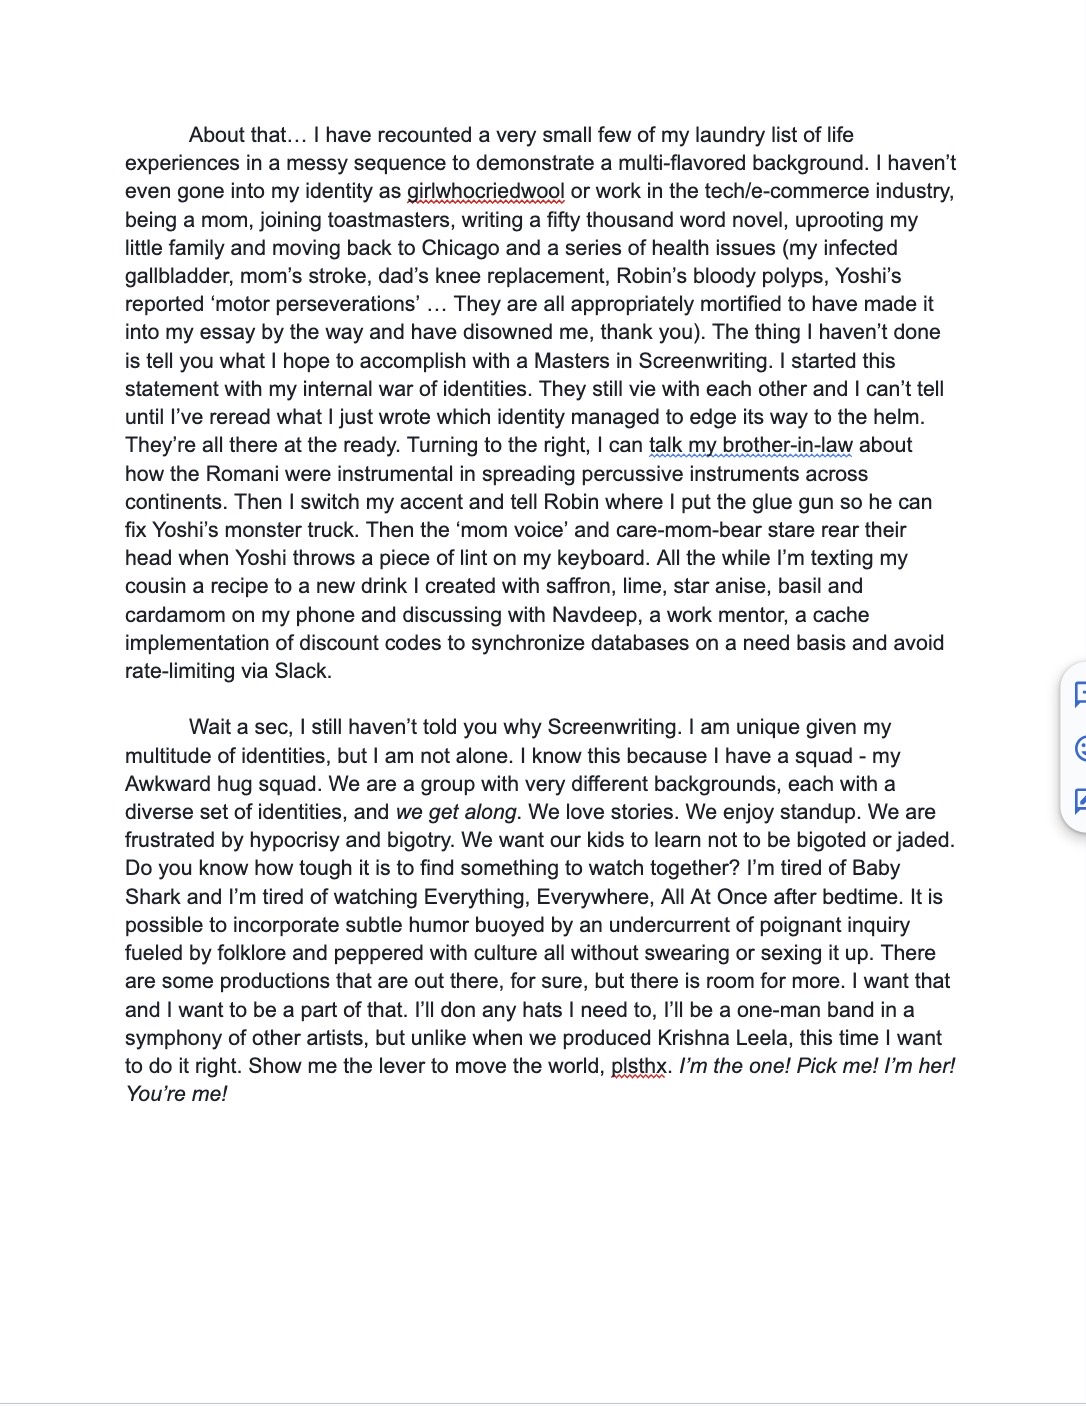 About that… I have recounted a very small few of my laundry list of life
experiences in a messy sequence to demonstrate a multi-flavored background. I haven’t
even gone into my identity as girlwhocriedwool or work in the tech/e-commerce industry,
being a mom, joining toastmasters, writing a fifty thousand word novel, uprooting my
little family and moving back to Chicago and a series of health issues (my infected
gallbladder, mom’s stroke, dad’s knee replacement, Robin’s bloody polyps, Yoshi’s
reported ‘motor perseverations’ … They are all appropriately mortified to have made it
into my essay by the way and have disowned me, thank you). The thing I haven’t done
is tell you what I hope to accomplish with a Masters in Screenwriting. I started this
statement with my internal war of identities. They still vie with each other and I can’t tell
until I’ve reread what I just wrote which identity managed to edge its way to the helm.
They’re all there at the ready. Turning to the right, I can talk my brother-in-law about
how the Romani were instrumental in spreading percussive instruments across
continents. Then I switch my accent and tell Robin where I put the glue gun so he can
fix Yoshi’s monster truck. Then the ‘mom voice’ and care-mom-bear stare rear their
head when Yoshi throws a piece of lint on my keyboard. All the while I’m texting my
cousin a recipe to a new drink I created with saffron, lime, star anise, basil and
cardamom on my phone and discussing with Navdeep, a work mentor, a cache
implementation of discount codes to synchronize databases on a need basis and avoid
rate-limiting via Slack.
Wait a sec, I still haven’t told you why Screenwriting. I am unique given my
multitude of identities, but I am not alone. I know this because I have a squad - my
Awkward hug squad. We are a group with very different backgrounds, each with a
diverse set of identities, and we get along. We love stories. We enjoy standup. We are
frustrated by hypocrisy and bigotry. We want our kids to learn not to be bigoted or jaded.
Do you know how tough it is to find something to watch together? I’m tired of Baby
Shark and I’m tired of watching Everything, Everywhere, All At Once after bedtime. It is
possible to incorporate subtle humor buoyed by an undercurrent of poignant inquiry
fueled by folklore and peppered with culture all without swearing or sexing it up. There
are some productions that are out there, for sure, but there is room for more. I want that
and I want to be a part of that. I’ll don any hats I need to, I’ll be a one-man band in a
symphony of other artists, but unlike when we produced Krishna Leela, this time I want
to do it right. Show me the lever to move the world, plsthx. I’m the one! Pick me! I’m her!
You’re me!